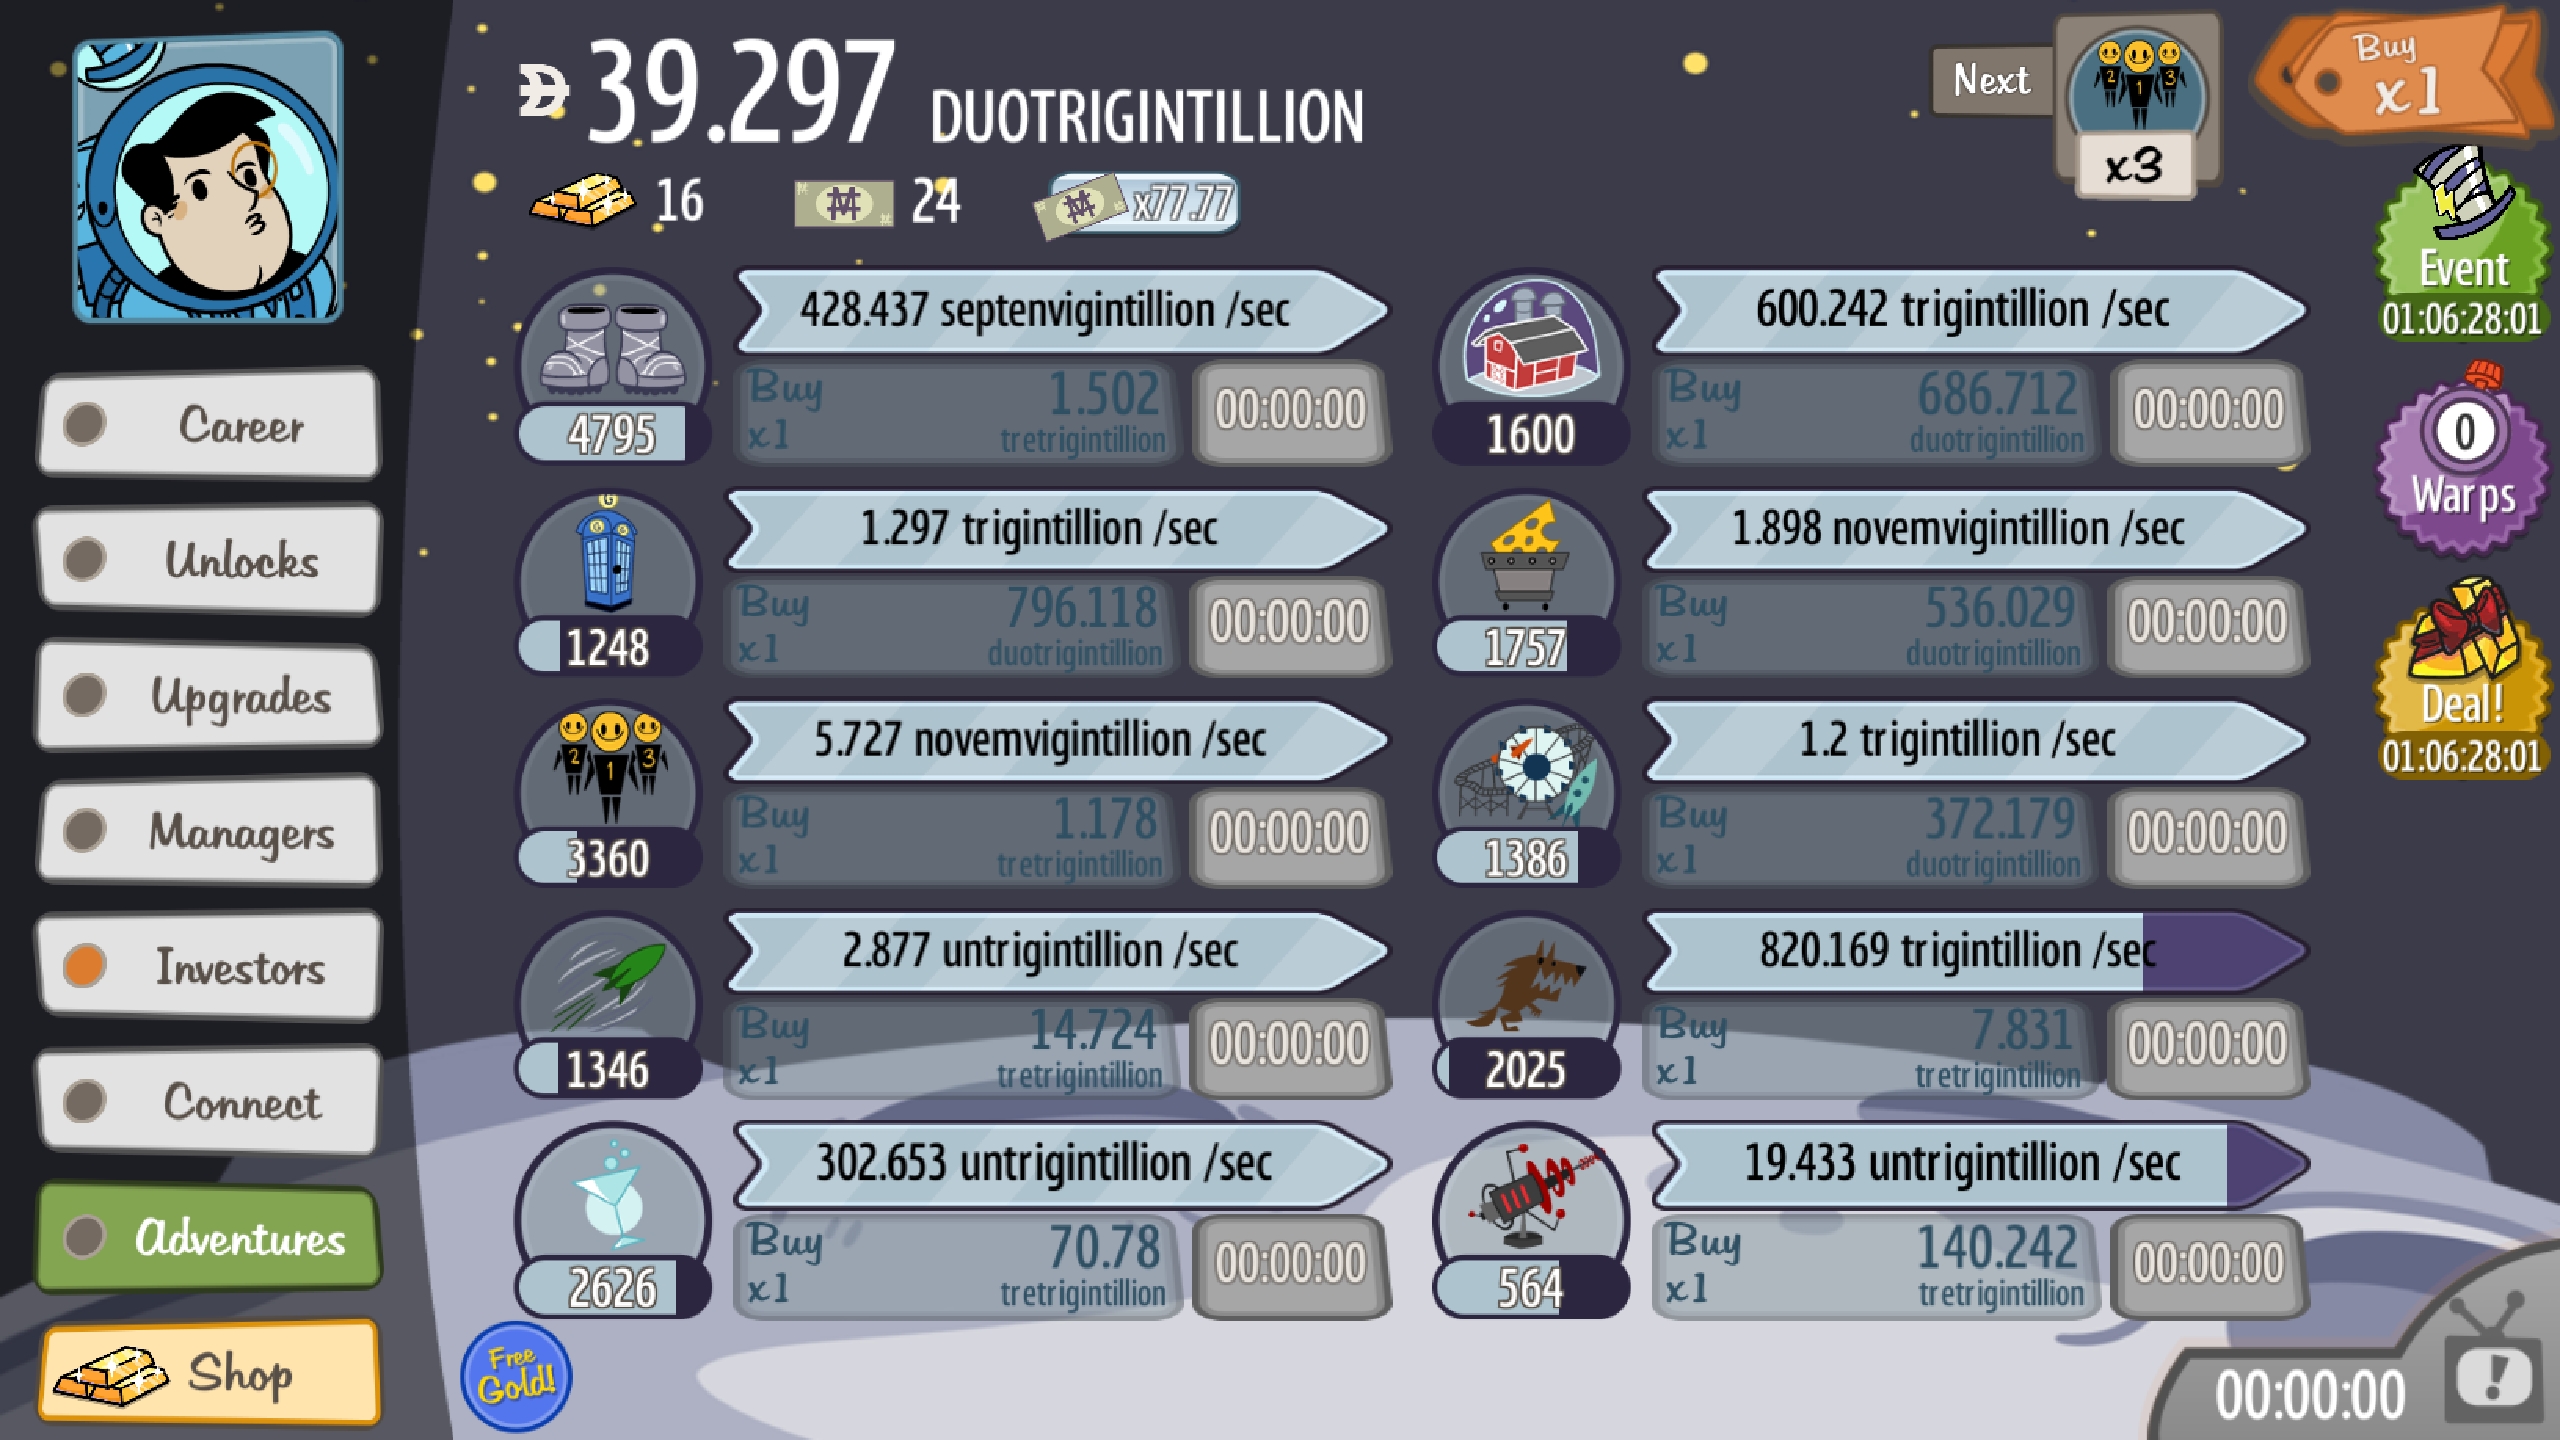 39.297 DUOTRIGINTILLION
16
24
x77.77
Next
x3
Buy
x1
Event
01:06:28:01
0
Warps
Deal!
01:06:28:01
Career
Unlocks
Upgrades
Managers
Investors
Connect
Adventures
Shop
Free
Gold!
428.437 septenvigintillion /sec
4795
Buy
x1
1.502
tretrigintillion
00:00:00
600.242 trigintillion /sec
1600
Buy
x1
686.712
duotrigintillion
00:00:00
G
G G
1.297 trigintillion /sec
1248
Buy
x1
796.118
duotrigintillion
00:00:00
1.898 novemvigintillion /sec
1757
Buy
x1
536.029
duotrigintillion
00:00:00
2 1 3
5.727 novemvigintillion /sec
3360
Buy
x1
1.178
tretrigintillion
00:00:00
1.2 trigintillion /sec
1386
Buy
x1
372.179
duotrigintillion
00:00:00
2.877 untrigintillion /sec
1346
Buy
x1
14.724
tretrigintillion
00:00:00
820.169 trigintillion /sec
2025
Buy
x1
7.831
tretrigintillion
00:00:00
302.653 untrigintillion /sec
2626
Buy
x1
70.78
tretrigintillion
00:00:00
19.433 untrigintillion /sec
564
Buy
x1
140.242
tretrigintillion
00:00:00
00:00:00
!